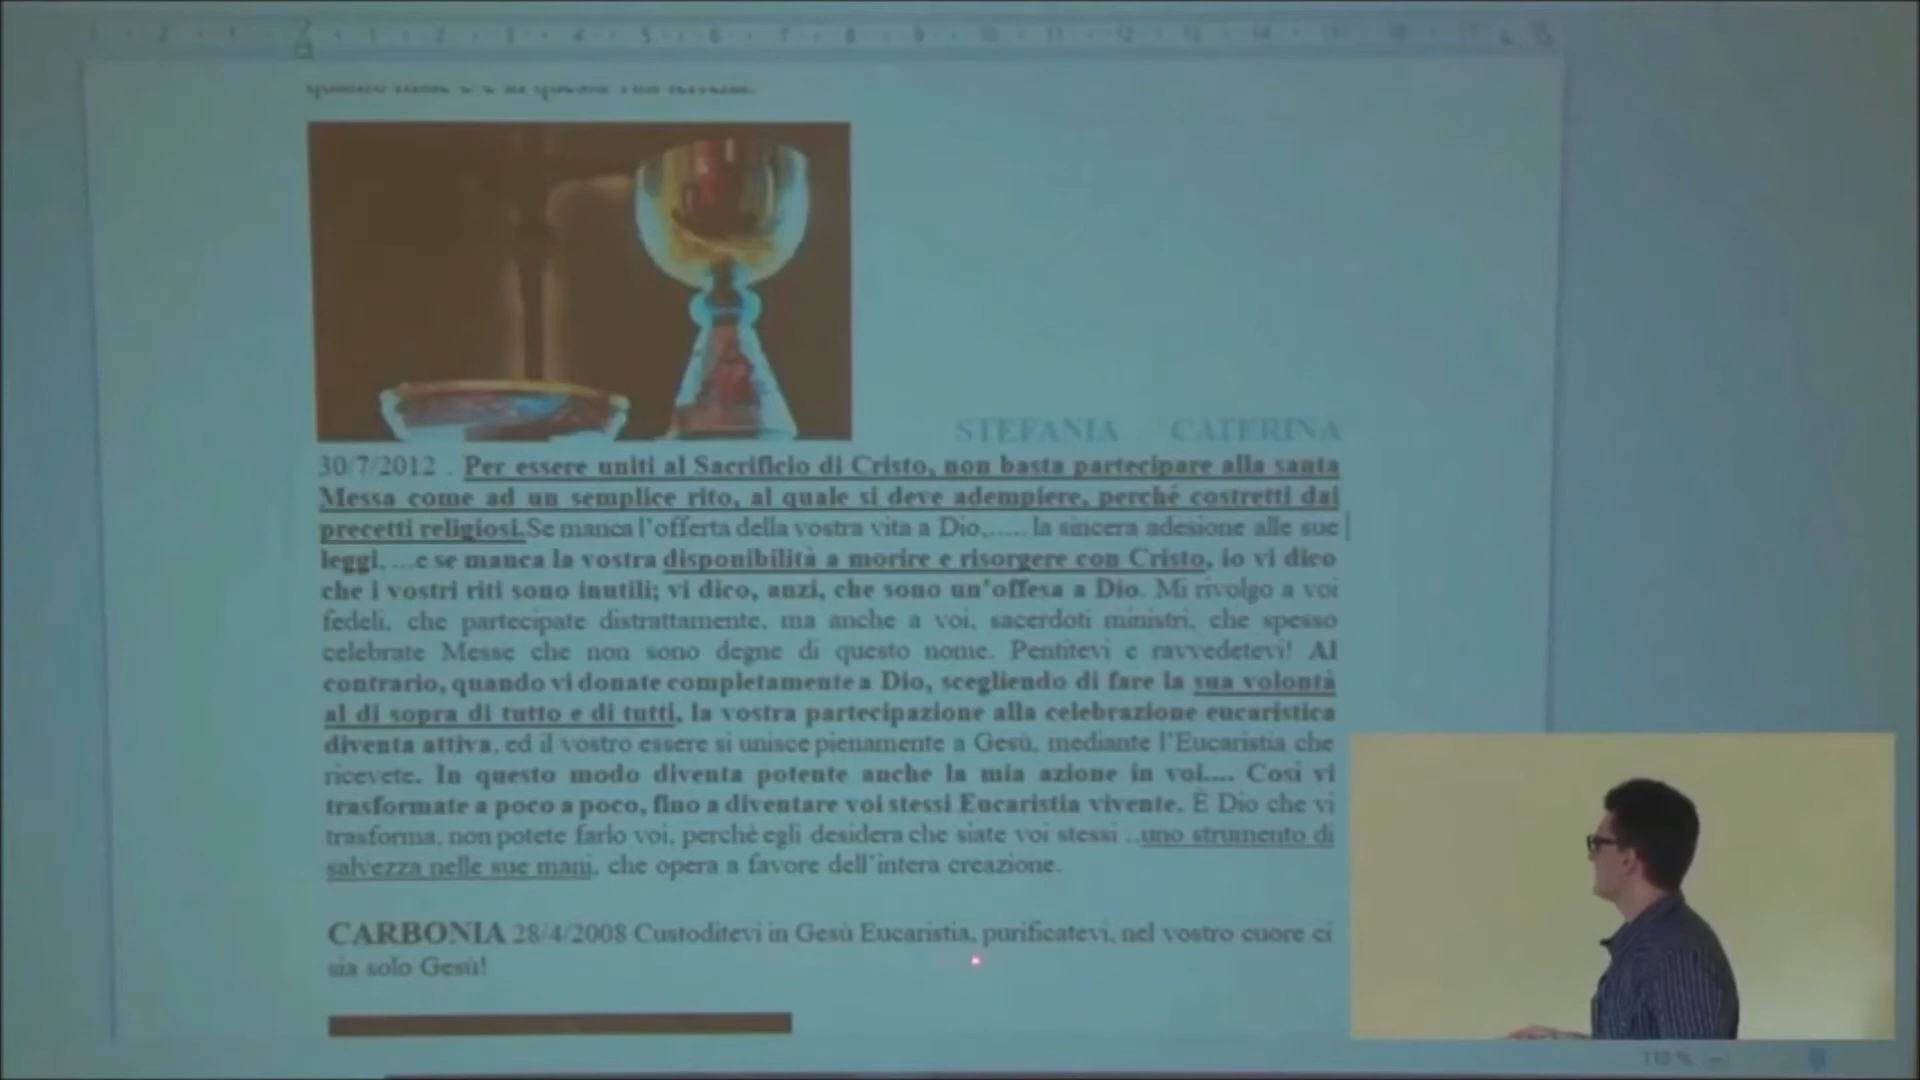 STEFANIA CATERINA
30/7/2012 . Per essere uniti al Sacrificio di Cristo, non basta partecipare alla santa
Messa come ad un semplice rito, al quale si deve adempiere, perché costretti dai
precetti religiosi.Se manca l'offerta della vostra vita a Dio,..... la sincera adesione alle sue
leggi, ...e se manca la vostra disponibilità a morire e risorgere con Cristo, io vi dico
che i vostri riti sono inutili; vi dico, anzi, che sono un'offesa a Dio. Mi rivolgo a voi
fedeli, che partecipate distrattamente, ma anche a voi, sacerdoti ministri, che spesso
celebrate Messe che non sono degne di questo nome. Pentitevi e ravvedetevi! Al
contrario, quando vi donate completamente a Dio, scegliendo di fare la sua volontà
al di sopra di tutto e di tutti, la vostra partecipazione alla celebrazione eucaristica
diventa attiva, ed il vostro essere si unisce pienamente a Gesù, mediante l'Eucaristia che
ricevete. In questo modo diventa potente anche la mia azione in voi.... Così vi
trasformate a poco a poco, fino a diventare voi stessi Eucaristia vivente. È Dio che vi
trasforma, non potete farlo voi, perché egli desidera che siate voi stessi ..uno strumento di
salvezza nelle sue mani, che opera a favore dell'intera creazione.
CARBONIA 28/4/2008 Custoditevi in Gesù Eucaristia, purificatevi, nel vostro cuore ci
sia solo Gesù!
110 %